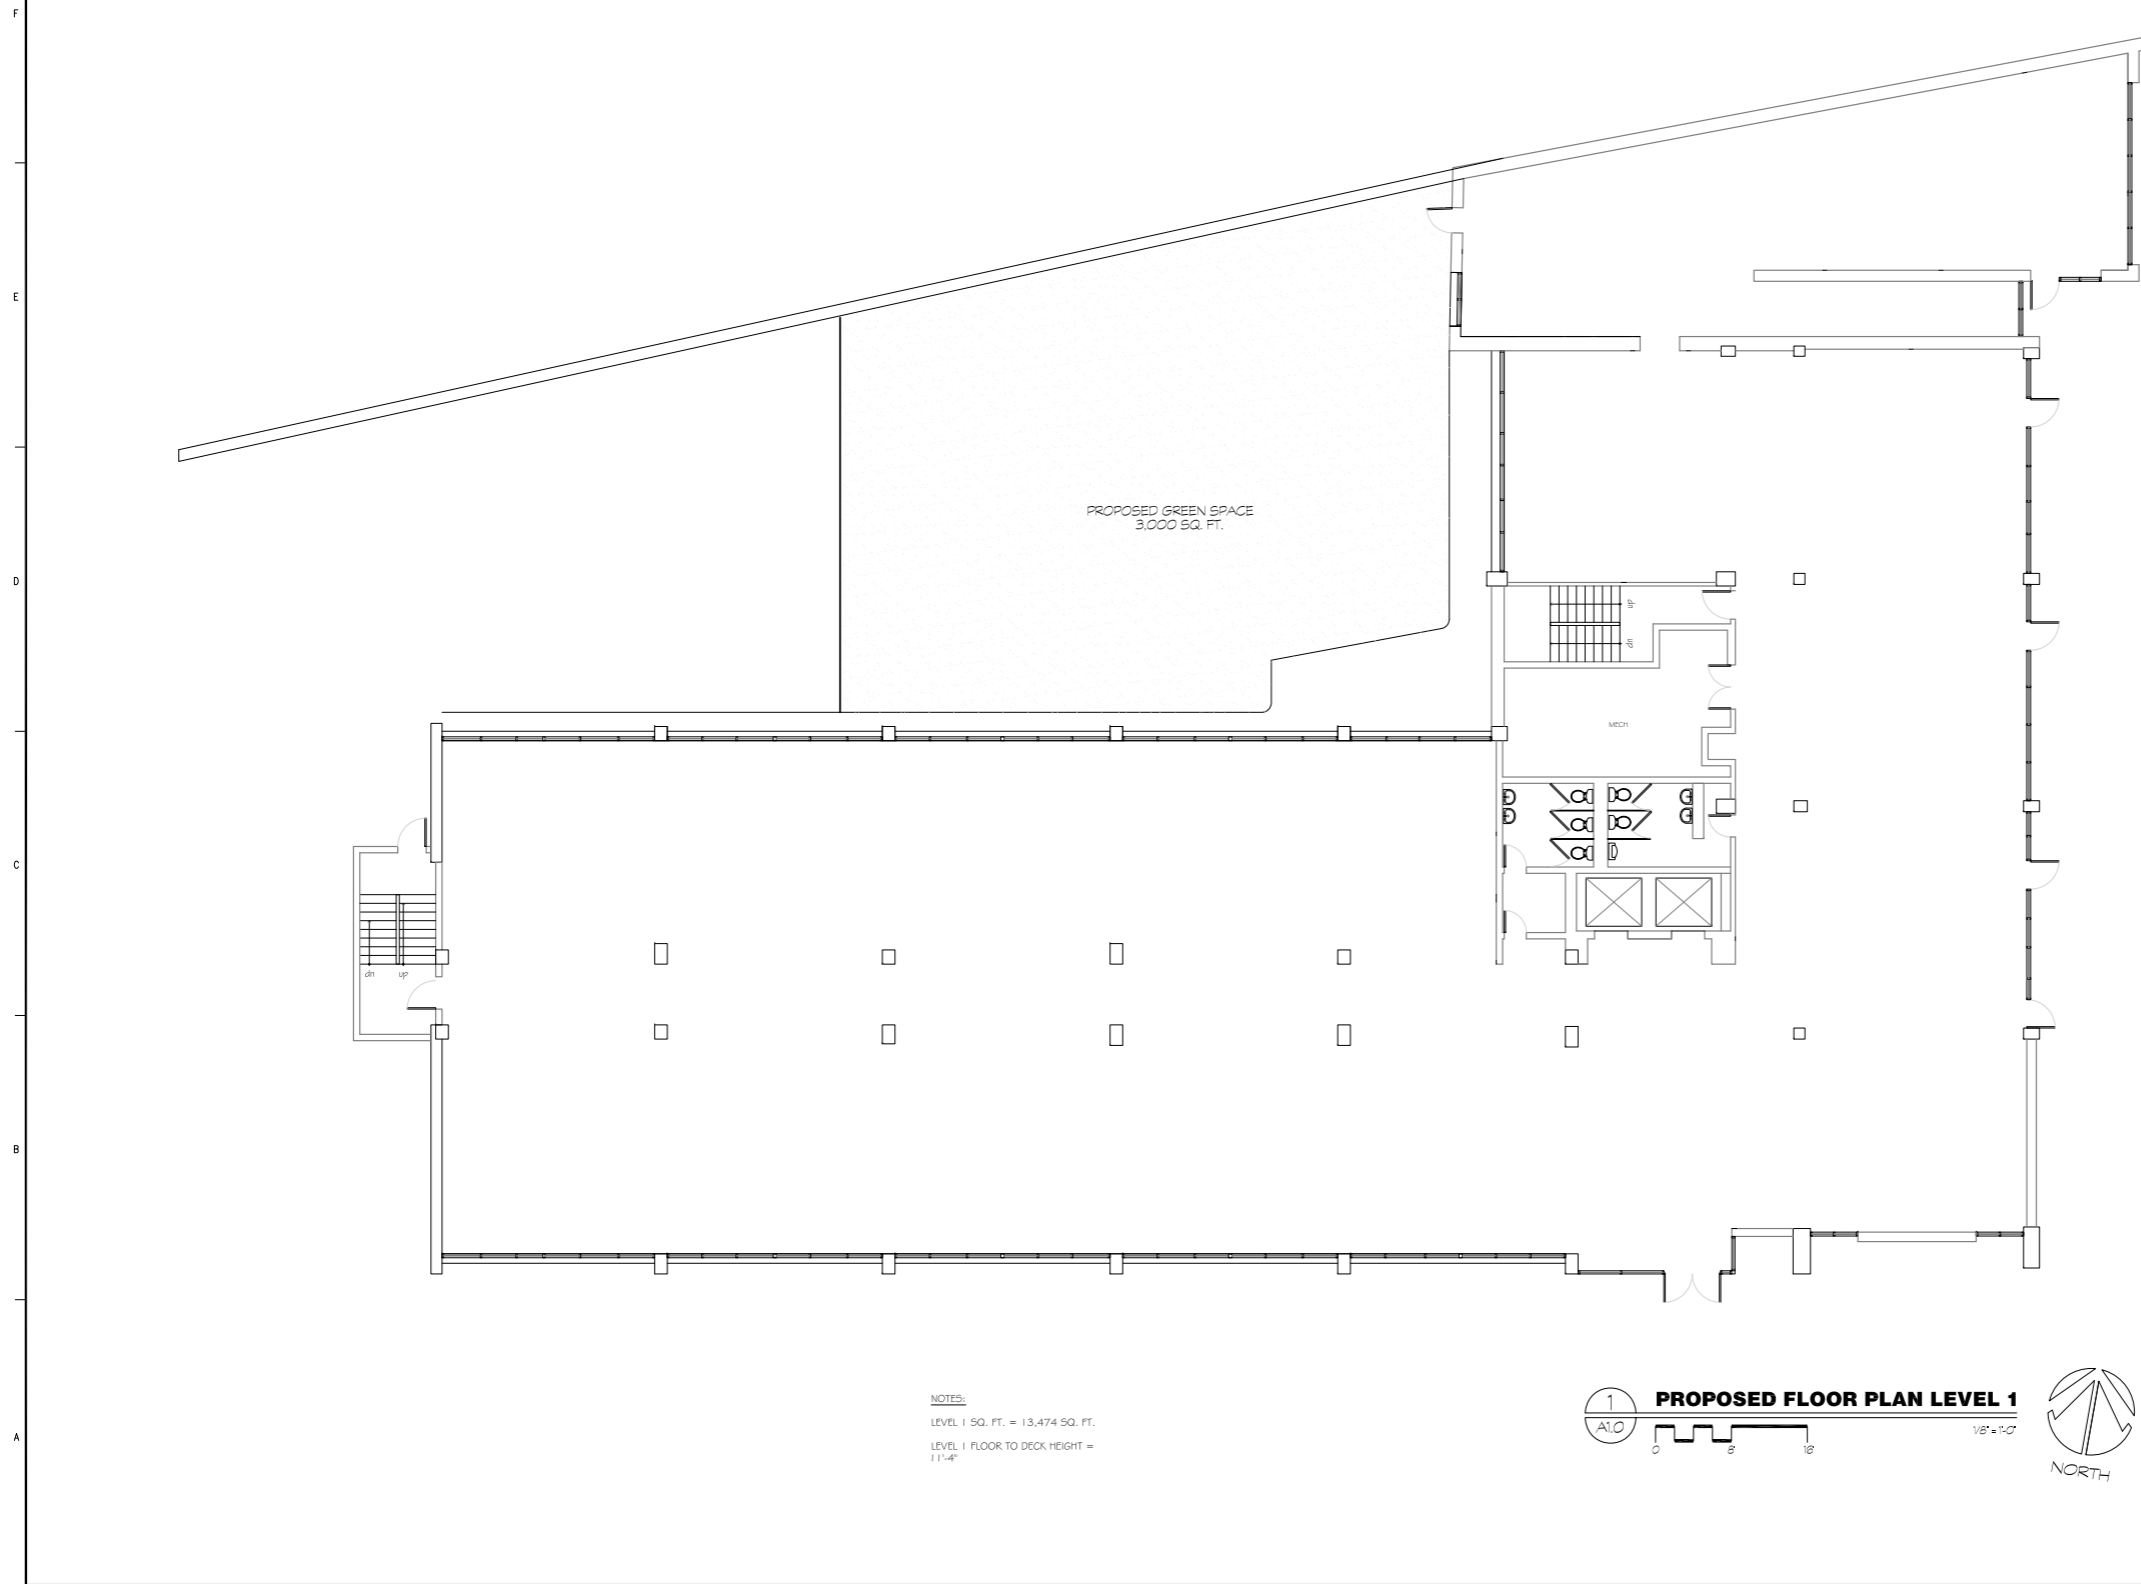 F
E
PROPOSED GREEN SPACE
3,000 SQ. FT.
D
up
dn
MECH
C
dn
up
B
NOTES:
LEVEL 1 SQ. FT. = 13,474 SQ. FT.
LEVEL 1 FLOOR TO DECK HEIGHT =
11'-4"
1
PROPOSED FLOOR PLAN LEVEL 1
A1.0
1/8" = 1'-0"
0 8' 16'
A
NORTH